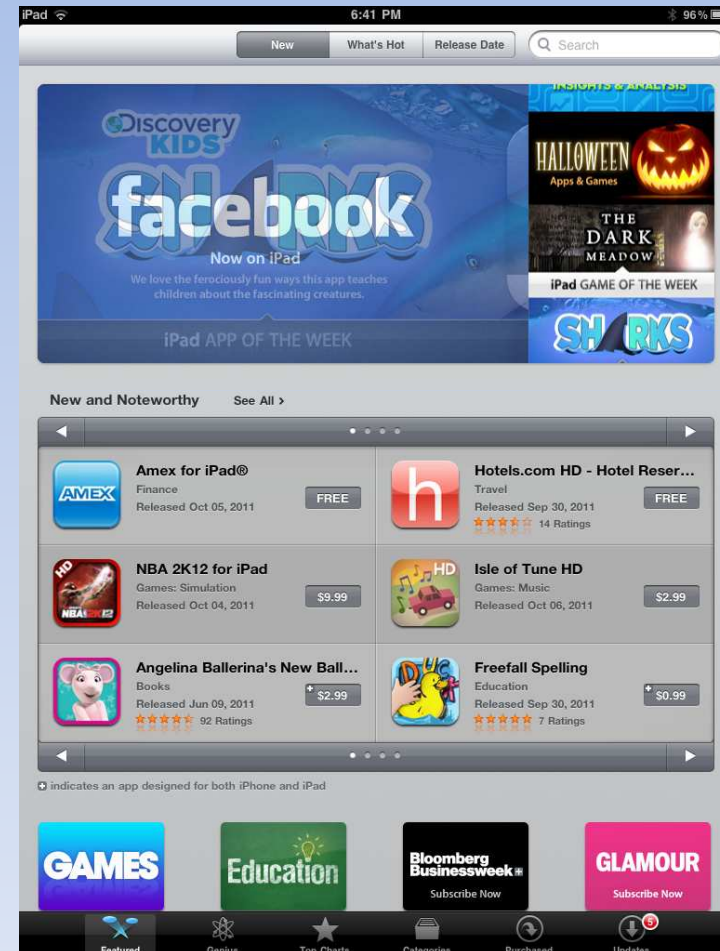 iPad 6:41 PM 96%
New What's Hot Release Date Search
Discovery
KIDS
SHARKS
facebook
Now on iPad
We love the ferociously fun ways this app teaches
children about the fascinating creatures.
iPad APP OF THE WEEK
INSIGHTS & ANALYSIS
HALLOWEEN
Apps & Games
THE
DARK
MEADOW
iPad GAME OF THE WEEK
SHARKS
New and Noteworthy See All ›
AMEX
Amex for iPad®
Finance
Released Oct 05, 2011
FREE
h
Hotels.com HD - Hotel Reser...
Travel
Released Sep 30, 2011
14 Ratings
FREE
HD
NBA 2K12
NBA 2K12 for iPad
Games: Simulation
Released Oct 04, 2011
$9.99
HD
Isle of Tune HD
Games: Music
Released Oct 06, 2011
$2.99
Angelina Ballerina's New Ball...
Books
Released Jun 09, 2011
92 Ratings
+ $2.99
Freefall Spelling
Education
Released Sep 30, 2011
7 Ratings
+ $0.99
+ indicates an app designed for both iPhone and iPad
GAMES
Education
Bloomberg
Businessweek+
Subscribe Now
GLAMOUR
Subscribe Now
5
Featured Genius Top Charts Categories Purchased Updates